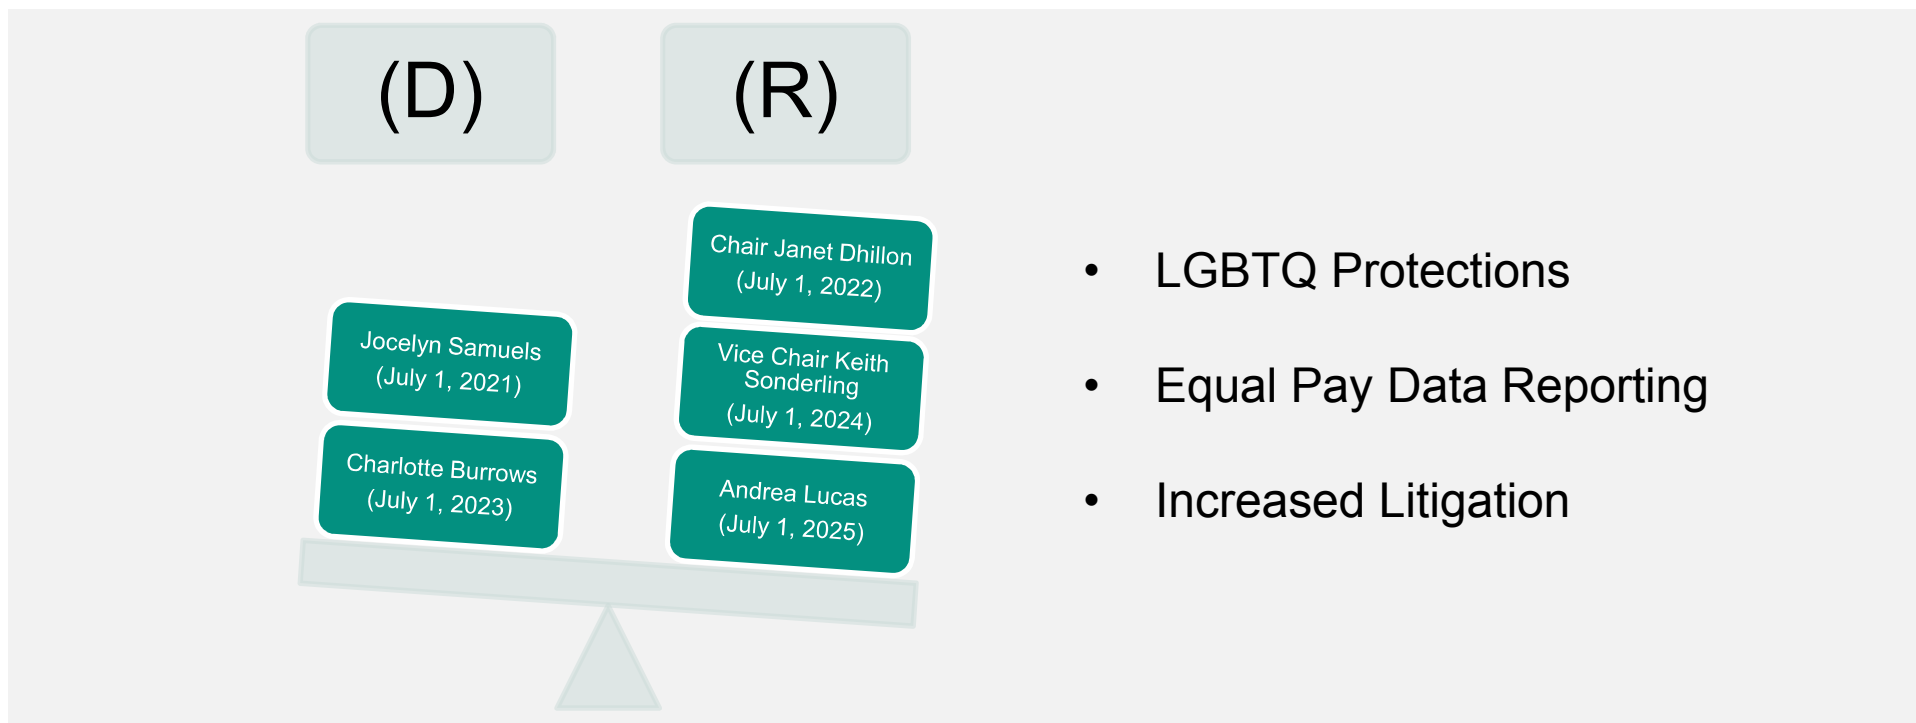 (D)
(R)
Jocelyn Samuels
(July 1, 2021)
Charlotte Burrows
(July 1, 2023)
Chair Janet Dhillon
(July 1, 2022)
Vice Chair Keith
Sonderling
(July 1, 2024)
Andrea Lucas
(July 1, 2025)
• LGBTQ Protections
• Equal Pay Data Reporting
• Increased Litigation